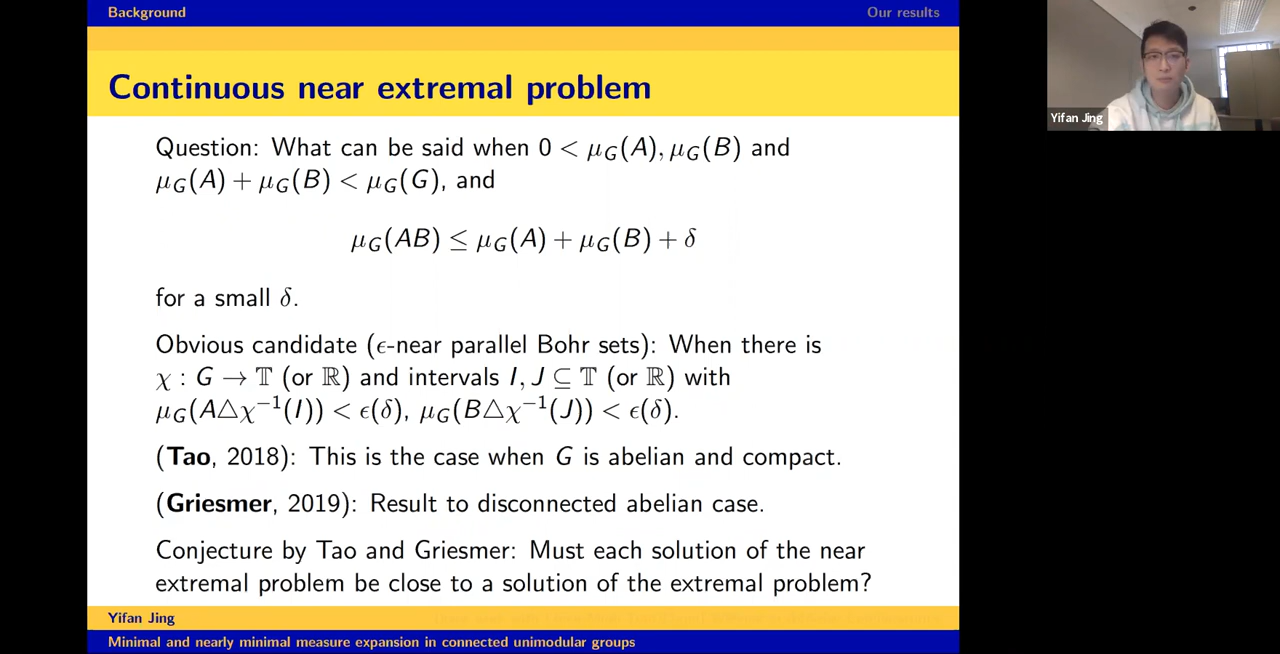 Background
Our results
Continuous near extremal problem
Question: What can be said when 0 < μ_G(A), μ_G(B) and
μ_G(A) + μ_G(B) < μ_G(G), and
μ_G(AB) ≤ μ_G(A) + μ_G(B) + δ
for a small δ.
Obvious candidate (ϵ-near parallel Bohr sets): When there is
χ : G → 𝕋 (or ℝ) and intervals I, J ⊆ 𝕋 (or ℝ) with
μ_G(A△χ⁻¹(I)) < ϵ(δ), μ_G(B△χ⁻¹(J)) < ϵ(δ).
(Tao, 2018): This is the case when G is abelian and compact.
(Griesmer, 2019): Result to disconnected abelian case.
Conjecture by Tao and Griesmer: Must each solution of the near
extremal problem be close to a solution of the extremal problem?
Yifan Jing
Minimal and nearly minimal measure expansion in connected unimodular groups
Yifan Jing